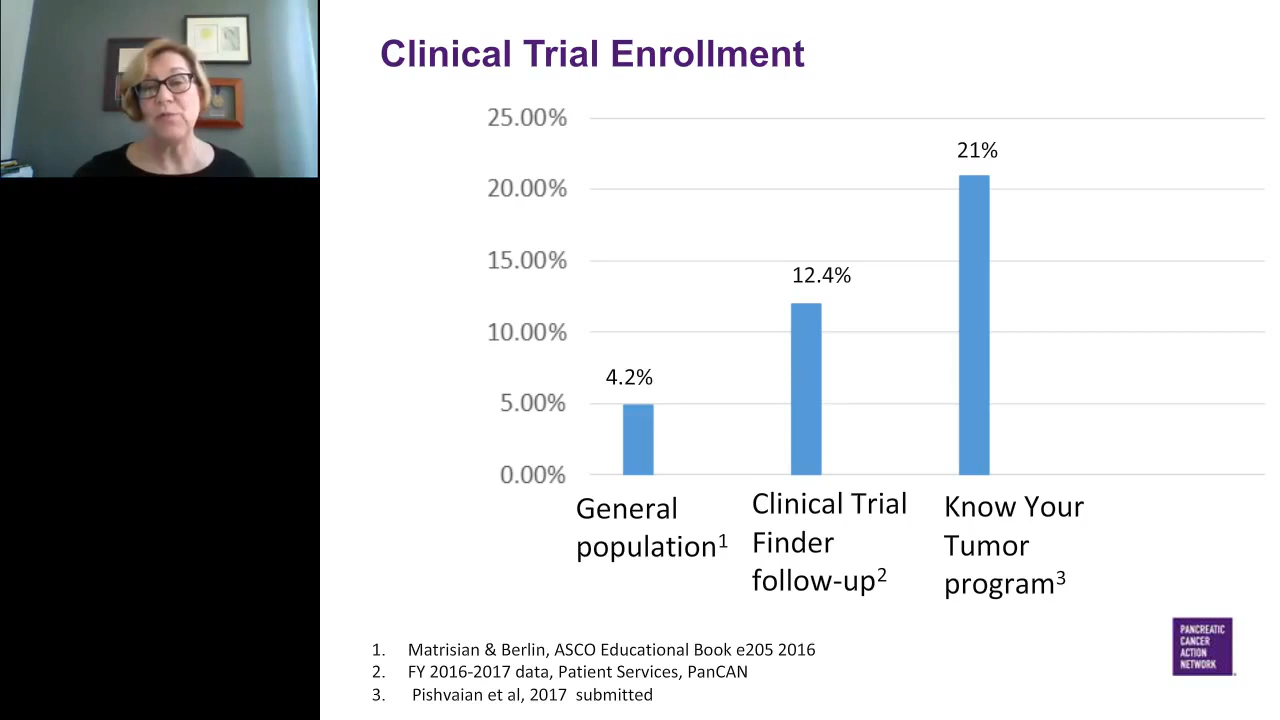 Clinical Trial Enrollment
25.00%
20.00%
15.00%
10.00%
5.00%
0.00%
4.2%
12.4%
21%
General
population¹
Clinical Trial
Finder
follow-up²
Know Your
Tumor
program³
1. Matrisian & Berlin, ASCO Educational Book e205 2016
2. FY 2016-2017 data, Patient Services, PanCAN
3. Pishvaian et al, 2017 submitted
PANCREATIC
CANCER
ACTION
NETWORK